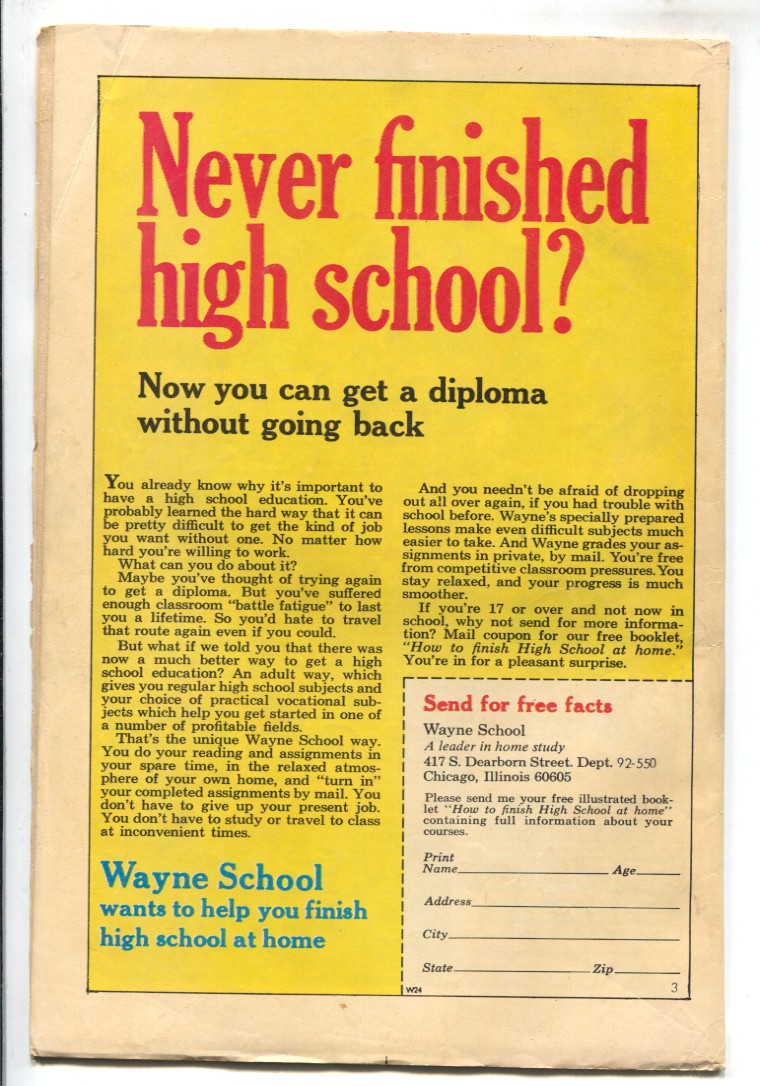 Never finished
high school?
Now you can get a diploma
without going back
You already know why it's important to
have a high school education. You've
probably learned the hard way that it can
be pretty difficult to get the kind of job
you want without one. No matter how
hard you're willing to work.
What can you do about it?
Maybe you've thought of trying again
to get a diploma. But you've suffered
enough classroom "battle fatigue" to last
you a lifetime. So you'd hate to travel
that route again even if you could.
But what if we told you that there was
now a much better way to get a high
school education? An adult way, which
gives you regular high school subjects and
your choice of practical vocational sub-
jects which help you get started in one of
a number of profitable fields.
That's the unique Wayne School way.
You do your reading and assignments in
your spare time, in the relaxed atmos-
phere of your own home, and "turn in"
your completed assignments by mail. You
don't have to give up your present job.
You don't have to study or travel to class
at inconvenient times.
Wayne School
wants to help you finish
high school at home
And you needn't be afraid of dropping
out all over again, if you had trouble with
school before. Wayne's specially prepared
lessons make even difficult subjects much
easier to take. And Wayne grades your as-
signments in private, by mail. You're free
from competitive classroom pressures. You
stay relaxed, and your progress is much
smoother.
If you're 17 or over and not now in
school, why not send for more informa-
tion? Mail coupon for our free booklet,
"How to finish High School at home."
You're in for a pleasant surprise.
Send for free facts
Wayne School
A leader in home study
417 S. Dearborn Street. Dept. 92-550
Chicago, Illinois 60605
Please send me your free illustrated book-
let "How to finish High School at home"
containing full information about your
courses.
Print
Name Age
Address
City
State Zip
W24 3